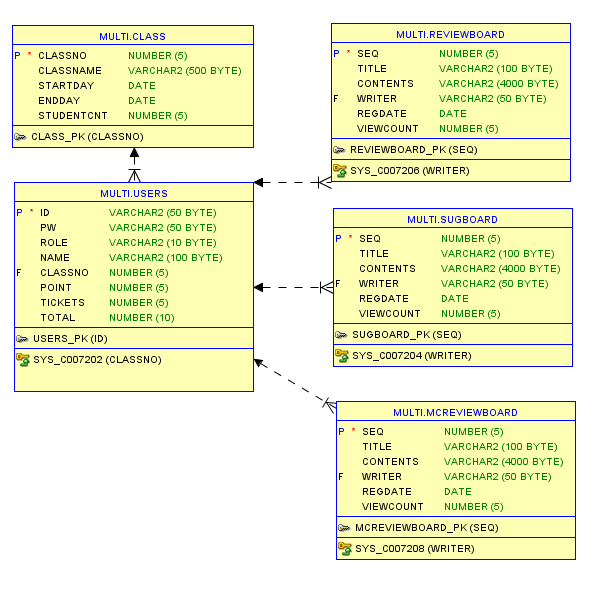 MULTI.CLASS
P * CLASSNO NUMBER (5)
CLASSNAME VARCHAR2 (500 BYTE)
STARTDAY DATE
ENDDAY DATE
STUDENTCNT NUMBER (5)
CLASS_PK (CLASSNO)
MULTI.USERS
P * ID VARCHAR2 (50 BYTE)
PW VARCHAR2 (50 BYTE)
ROLE VARCHAR2 (10 BYTE)
NAME VARCHAR2 (100 BYTE)
F CLASSNO NUMBER (5)
POINT NUMBER (5)
TICKETS NUMBER (5)
TOTAL NUMBER (10)
USERS_PK (ID)
SYS_C007202 (CLASSNO)
MULTI.REVIEWBOARD
P * SEQ NUMBER (5)
TITLE VARCHAR2 (100 BYTE)
CONTENTS VARCHAR2 (4000 BYTE)
F WRITER VARCHAR2 (50 BYTE)
REGDATE DATE
VIEWCOUNT NUMBER (5)
REVIEWBOARD_PK (SEQ)
SYS_C007206 (WRITER)
MULTI.SUGBOARD
P * SEQ NUMBER (5)
TITLE VARCHAR2 (100 BYTE)
CONTENTS VARCHAR2 (4000 BYTE)
F WRITER VARCHAR2 (50 BYTE)
REGDATE DATE
VIEWCOUNT NUMBER (5)
SUGBOARD_PK (SEQ)
SYS_C007204 (WRITER)
MULTI.MCREVIEWBOARD
P * SEQ NUMBER (5)
TITLE VARCHAR2 (100 BYTE)
CONTENTS VARCHAR2 (4000 BYTE)
F WRITER VARCHAR2 (50 BYTE)
REGDATE DATE
VIEWCOUNT NUMBER (5)
MCREVIEWBOARD_PK (SEQ)
SYS_C007208 (WRITER)